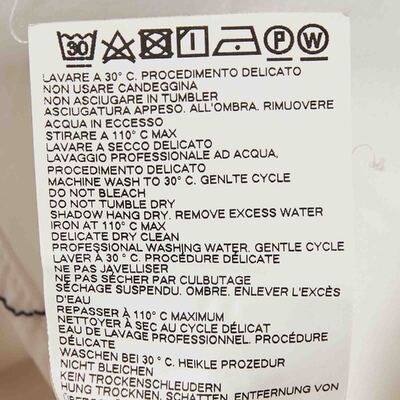 30 P W
LAVARE A 30° C. PROCEDIMENTO DELICATO
NON USARE CANDEGGINA
NON ASCIUGARE IN TUMBLER
ASCIUGATURA APPESO. ALL'OMBRA. RIMUOVERE
ACQUA IN ECCESSO
STIRARE A 110° C MAX
LAVARE A SECCO DELICATO
LAVAGGIO PROFESSIONALE AD ACQUA,
PROCEDIMENTO DELICATO
MACHINE WASH TO 30° C. GENLTE CYCLE
DO NOT BLEACH
DO NOT TUMBLE DRY
SHADOW HANG DRY. REMOVE EXCESS WATER
IRON AT 110° C MAX
DELICATE DRY CLEAN
PROFESSIONAL WASHING WATER. GENTLE CYCLE
LAVER À 30° C. PROCÉDURE DÉLICATE
NE PAS JAVELLISER
NE PAS SÉCHER PAR CULBUTAGE
SÉCHAGE SUSPENDU. OMBRE. ENLEVER L'EXCÈS
D'EAU
REPASSER À 110° C MAXIMUM
NETTOYER À SEC AU CYCLE DÉLICAT
EAU DE LAVAGE PROFESSIONNEL. PROCÉDURE
DÉLICATE
WASCHEN BEI 30° C. HEIKLE PROZEDUR
NICHT BLEICHEN
KEIN TROCKENSCHLEUDERN
HUNG TROCKNEN, SCHATTEN, ENTFERNUNG VON